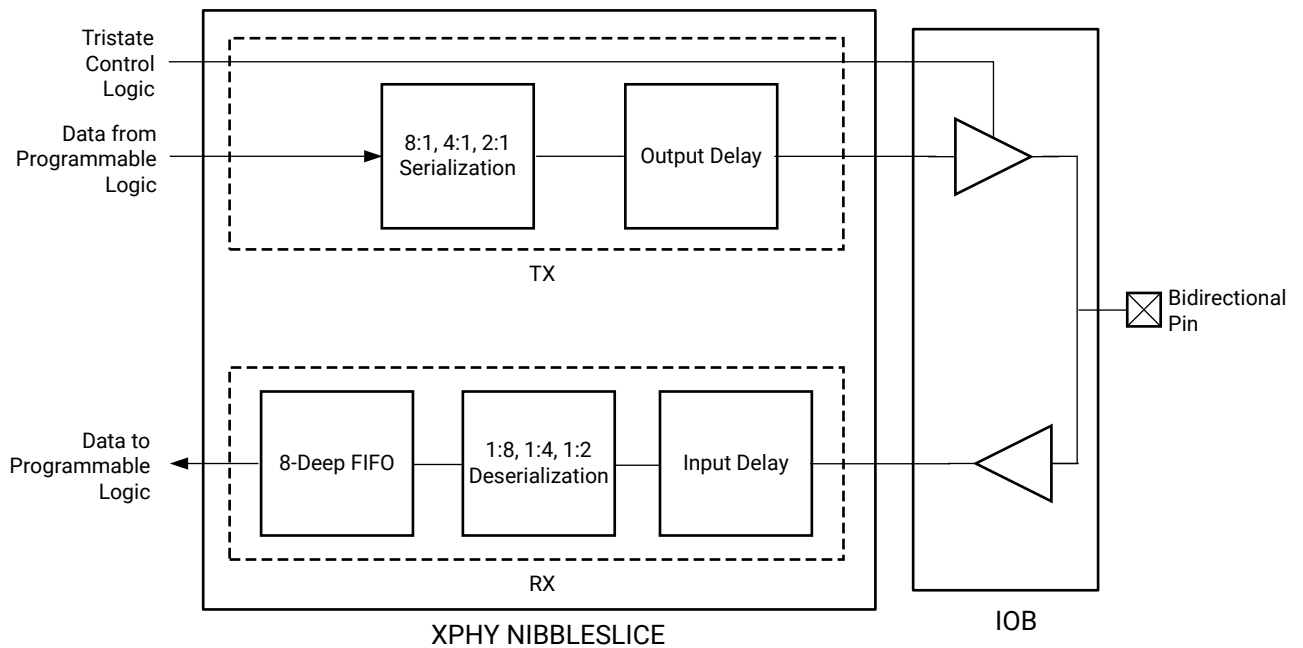 Tristate
Control
Logic
Data from
Programmable
Logic
8:1, 4:1, 2:1
Serialization
Output Delay
TX
Bidirectional
Pin
Data to
Programmable
Logic
8-Deep FIFO
1:8, 1:4, 1:2
Deserialization
Input Delay
RX
XPHY NIBBLESLICE
IOB